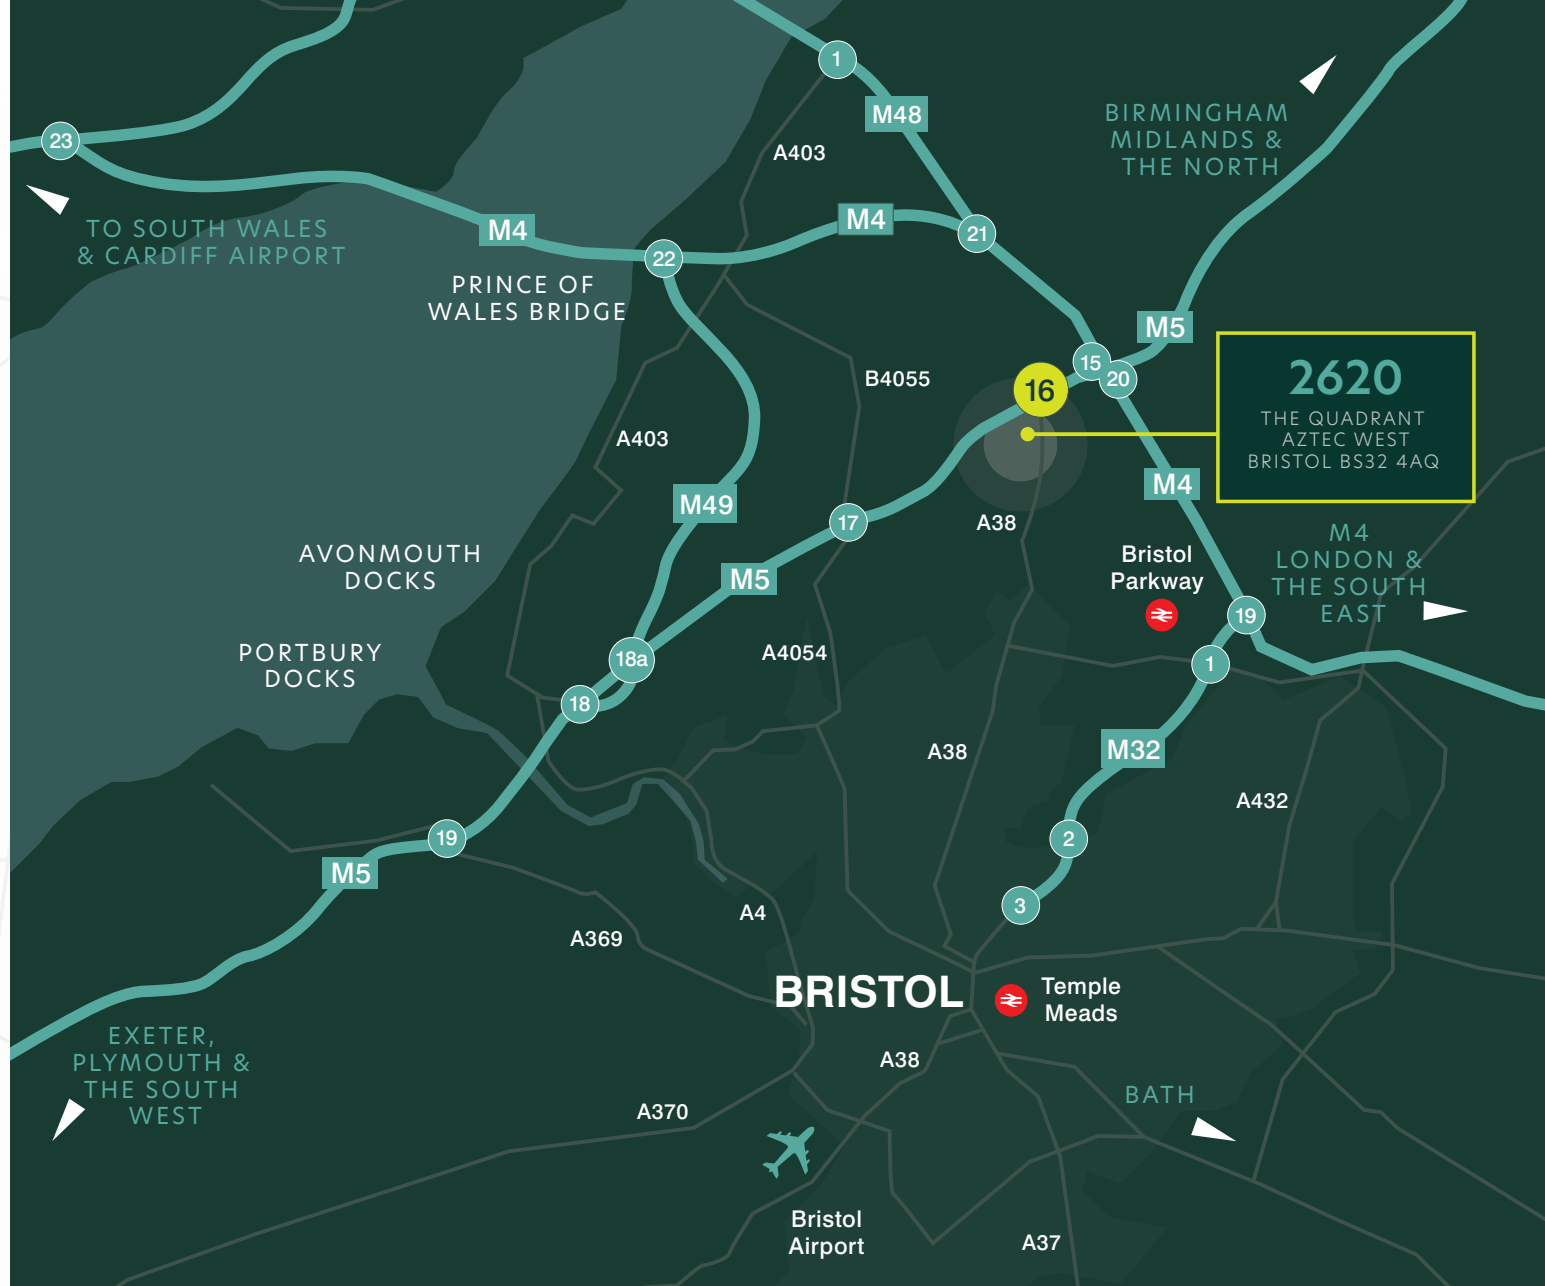 1
M48
BIRMINGHAM
MIDLANDS &
THE NORTH
23
A403
TO SOUTH WALES
& CARDIFF AIRPORT
M4
M4
21
22
PRINCE OF
WALES BRIDGE
M5
15
20
16
B4055
2620
THE QUADRANT
AZTEC WEST
BRISTOL BS32 4AQ
A403
M4
M49
17
A38
AVONMOUTH
DOCKS
M5
Bristol
Parkway
M4
LONDON &
THE SOUTH
EAST
19
PORTBURY
DOCKS
18a
A4054
1
18
A38
M32
A432
19
2
M5
3
A4
A369
BRISTOL
Temple
Meads
EXETER,
PLYMOUTH &
THE SOUTH
WEST
A38
BATH
A370
Bristol
Airport
A37